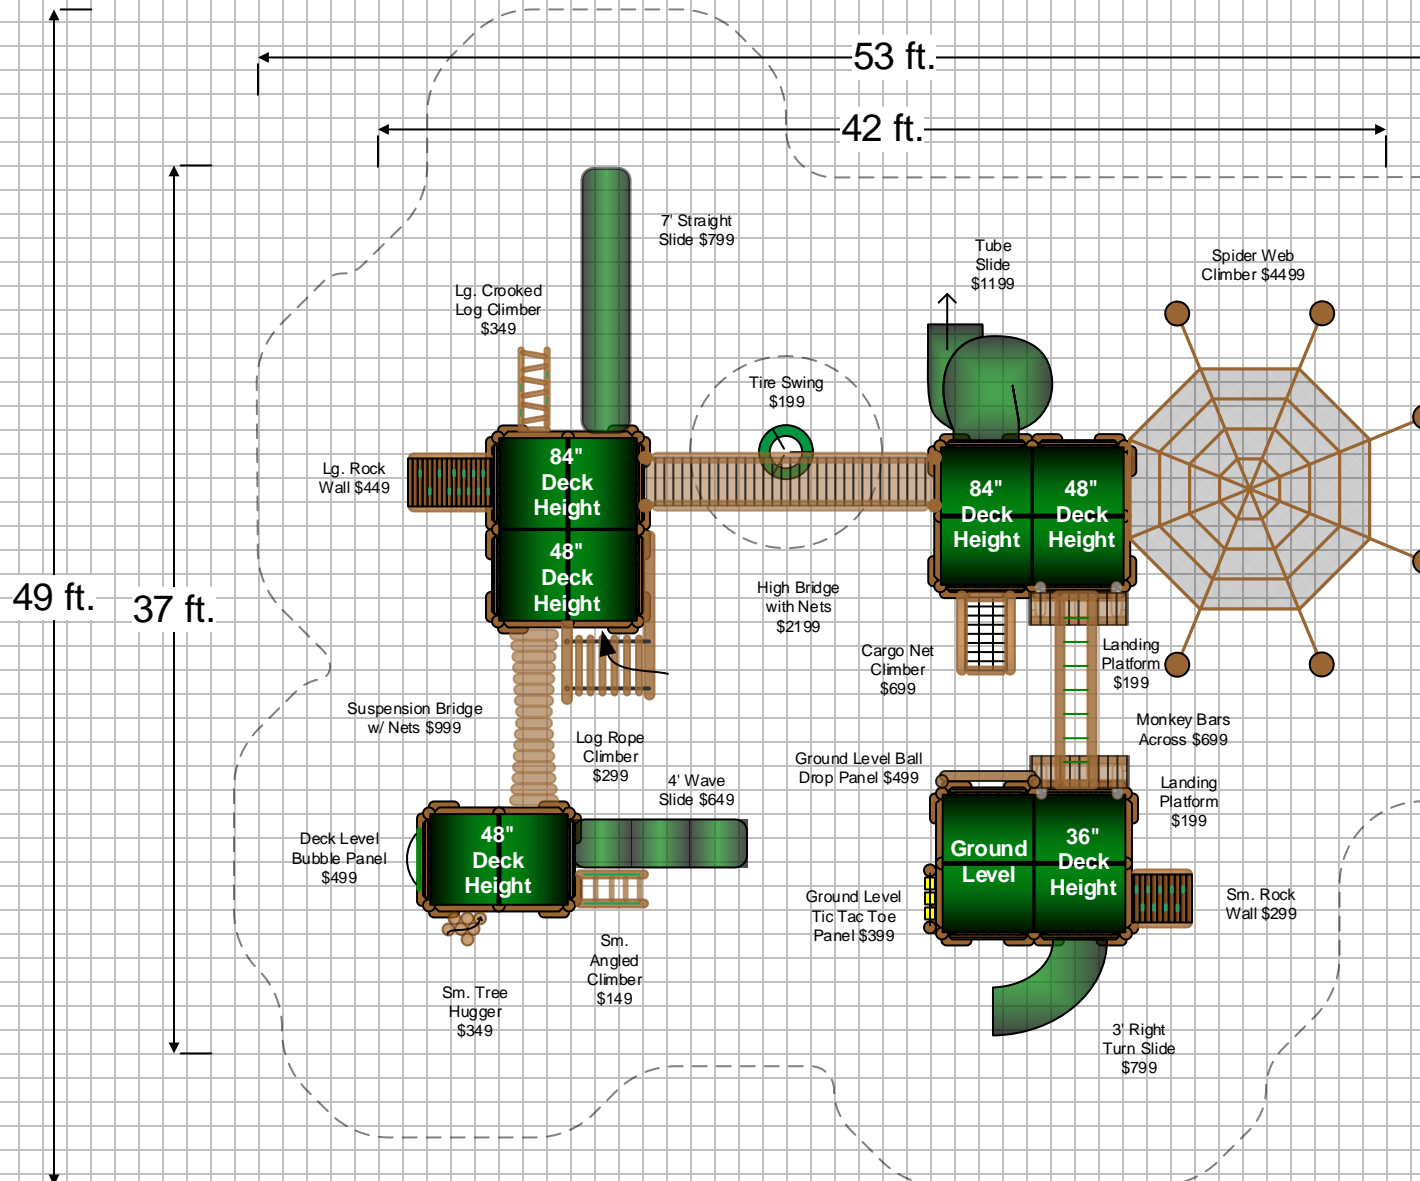 53 ft.
42 ft.
7' Straight
Slide $799
Tube
Slide
$1199
Spider Web
Climber $4499
Lg. Crooked
Log Climber
$349
Tire Swing
$199
Lg. Rock
Wall $449
84"
Deck
Height
48"
Deck
Height
84"
Deck
Height
48"
Deck
Height
49 ft.
37 ft.
High Bridge
with Nets
$2199
Cargo Net
Climber
$699
Landing
Platform
$199
Suspension Bridge
w/ Nets $999
Log Rope
Climber
$299
Monkey Bars
Across $699
Ground Level Ball
Drop Panel $499
4' Wave
Slide $649
Landing
Platform
$199
Deck Level
Bubble Panel
$499
48"
Deck
Height
Ground
Level
36"
Deck
Height
Ground Level
Tic Tac Toe
Panel $399
Sm. Rock
Wall $299
Sm.
Angled
Climber
$149
Sm. Tree
Hugger
$349
3' Right
Turn Slide
$799